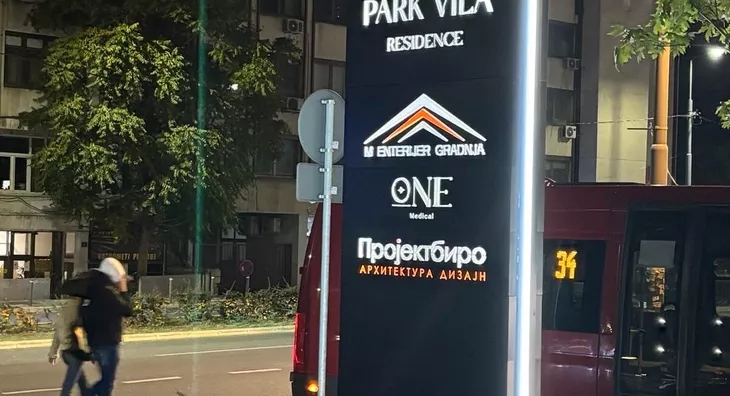 PARK VILA
RESIDENCE
M ENTERIJER GRADNJA
ONE
Medical
Пројектбиро
АРХИТЕКТУРА ДИЗАЈН
34